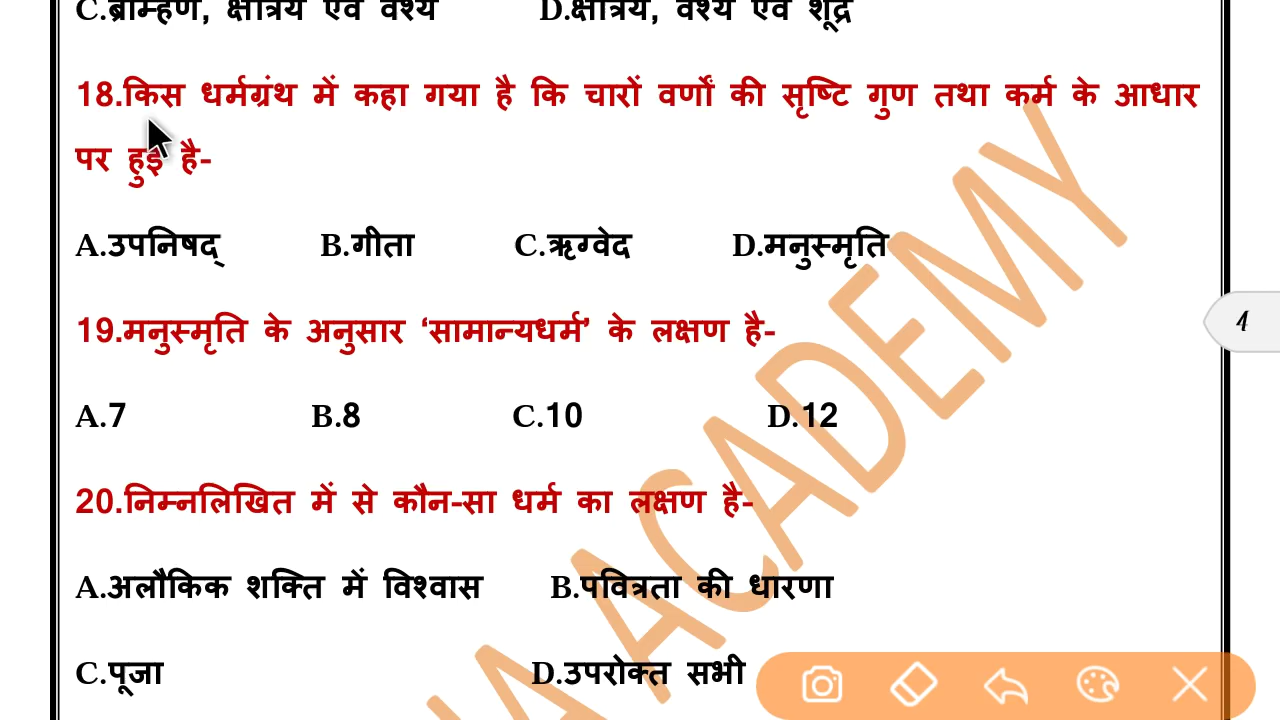 C.ब्राम्हण, क्षत्रिय एवं वैश्य D.क्षत्रिय, वैश्य एवं शूद्र
18.किस धर्मग्रंथ में कहा गया है कि चारों वर्णों की सृष्टि गुण तथा कर्म के आधार
पर हुई है-
A.उपनिषद् B.गीता C.ऋग्वेद D.मनुस्मृति
19.मनुस्मृति के अनुसार ‘सामान्यधर्म’ के लक्षण है-
A.7 B.8 C.10 D.12
20.निम्नलिखित में से कौन-सा धर्म का लक्षण है-
A.अलौकिक शक्ति में विश्वास B.पवित्रता की धारणा
C.पूजा D.उपरोक्त सभी
4
ACADEMY